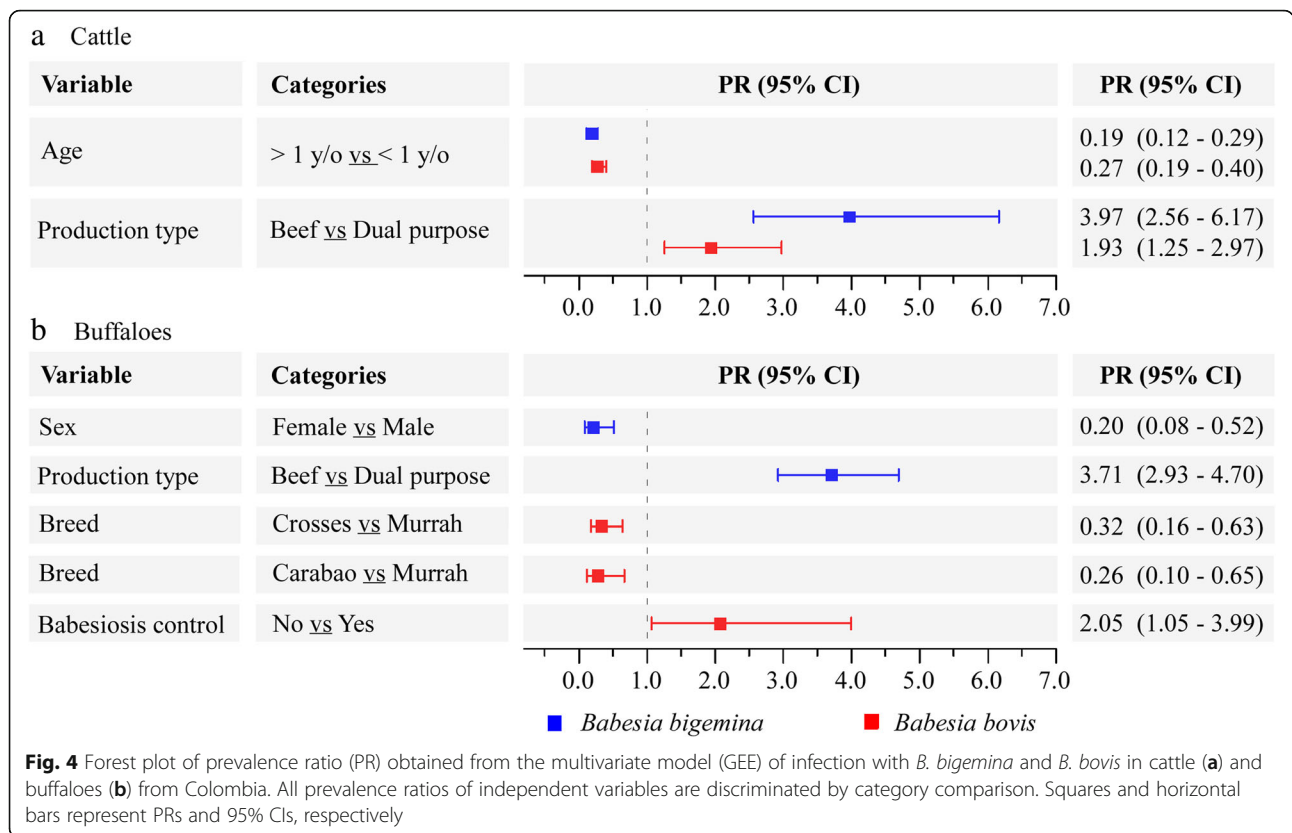 a Cattle
Variable Categories PR (95% CI) PR (95% CI)
Age > 1 y/o vs < 1 y/o 0.19 (0.12 - 0.29)
0.27 (0.19 - 0.40)
Production type Beef vs Dual purpose 3.97 (2.56 - 6.17)
1.93 (1.25 - 2.97)
0.0 1.0 2.0 3.0 4.0 5.0 6.0 7.0
b Buffaloes
Variable Categories PR (95% CI) PR (95% CI)
Sex Female vs Male 0.20 (0.08 - 0.52)
Production type Beef vs Dual purpose 3.71 (2.93 - 4.70)
Breed Crosses vs Murrah 0.32 (0.16 - 0.63)
Breed Carabao vs Murrah 0.26 (0.10 - 0.65)
Babesiosis control No vs Yes 2.05 (1.05 - 3.99)
0.0 1.0 2.0 3.0 4.0 5.0 6.0 7.0
Babesia bigemina Babesia bovis
Fig. 4 Forest plot of prevalence ratio (PR) obtained from the multivariate model (GEE) of infection with B. bigemina and B. bovis in cattle (a) and
buffaloes (b) from Colombia. All prevalence ratios of independent variables are discriminated by category comparison. Squares and horizontal
bars represent PRs and 95% CIs, respectively